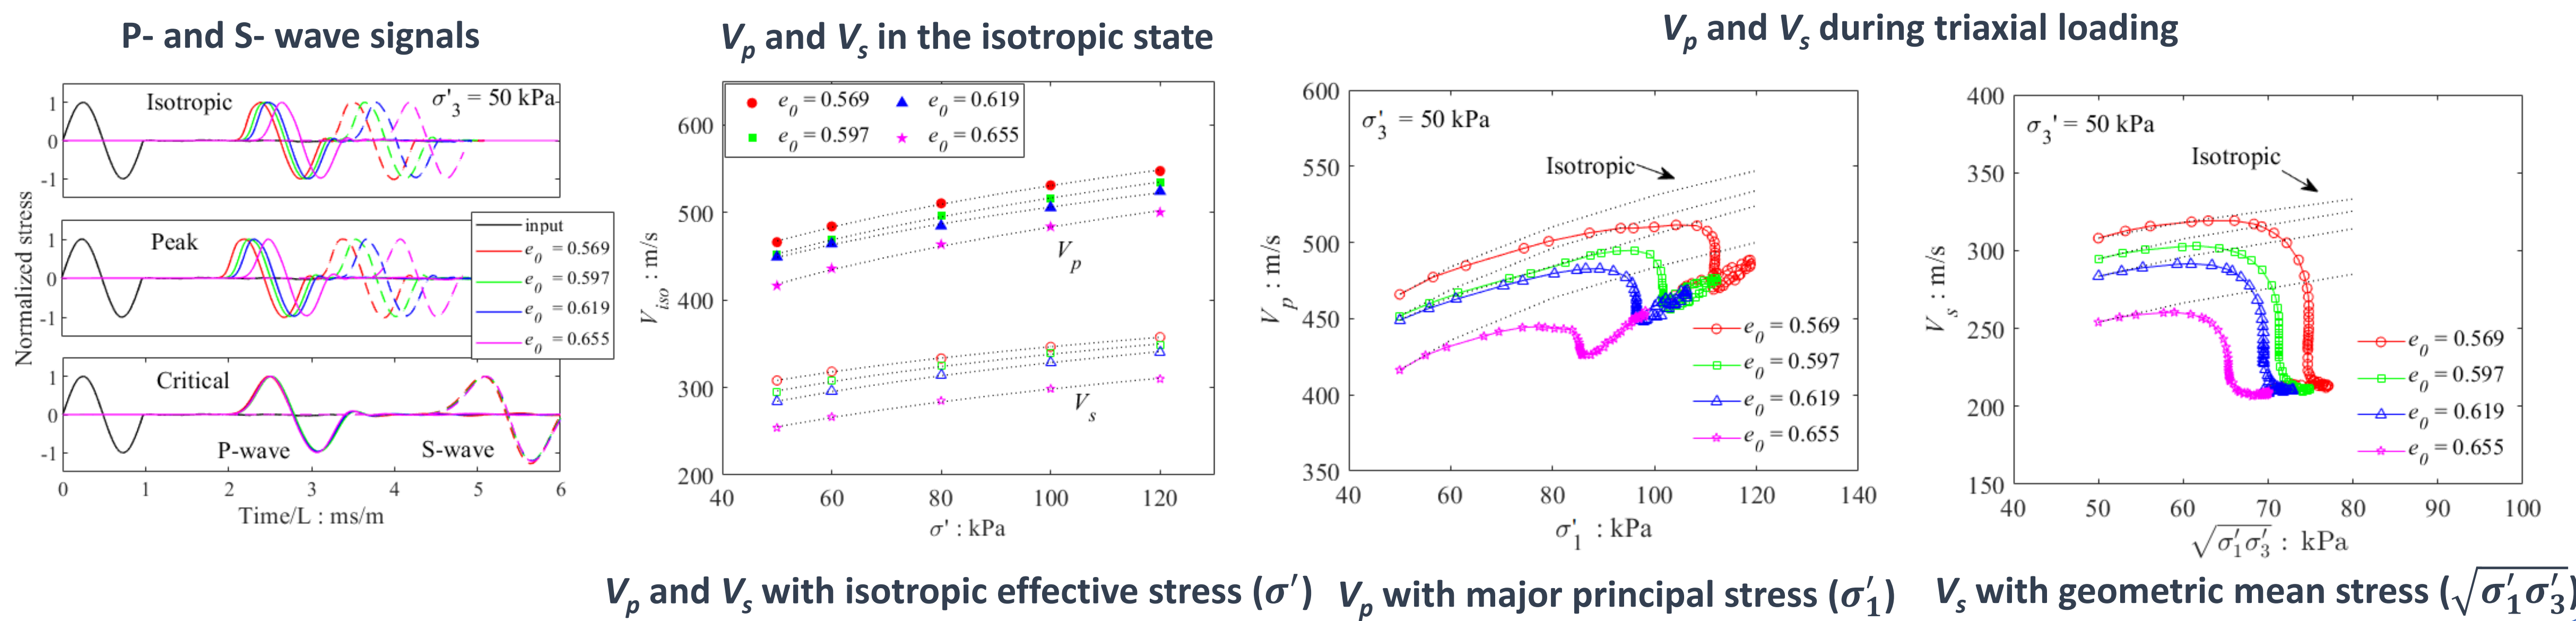 P- and S- wave signals
Isotropic
σ'3 = 50 kPa
1
0
-1
Peak
1
0
-1
input
e0 = 0.569
e0 = 0.597
e0 = 0.619
e0 = 0.655
Critical
1
0
-1
P-wave
S-wave
0 1 2 3 4 5 6
Time/L : ms/m
Normalized stress
Vp and Vs in the isotropic state
e0 = 0.569
e0 = 0.619
e0 = 0.597
e0 = 0.655
600
500
400
300
200
Vp
Vs
40 60 80 100 120
σ' : kPa
Viso : m/s
Vp and Vs with isotropic effective stress (σ′)
Vp and Vs during triaxial loading
600
550
500
450
400
350
σ'3 = 50 kPa
Isotropic
e0 = 0.569
e0 = 0.597
e0 = 0.619
e0 = 0.655
40 60 80 100 120 140
σ'1 : kPa
Vp : m/s
Vp with major principal stress (σ′1)
400
350
300
250
200
150
σ3' = 50 kPa
Isotropic
e0 = 0.569
e0 = 0.597
e0 = 0.619
e0 = 0.655
40 50 60 70 80 90 100
√σ′1σ′3 : kPa
Vs : m/s
Vs with geometric mean stress (√σ′1σ′3)